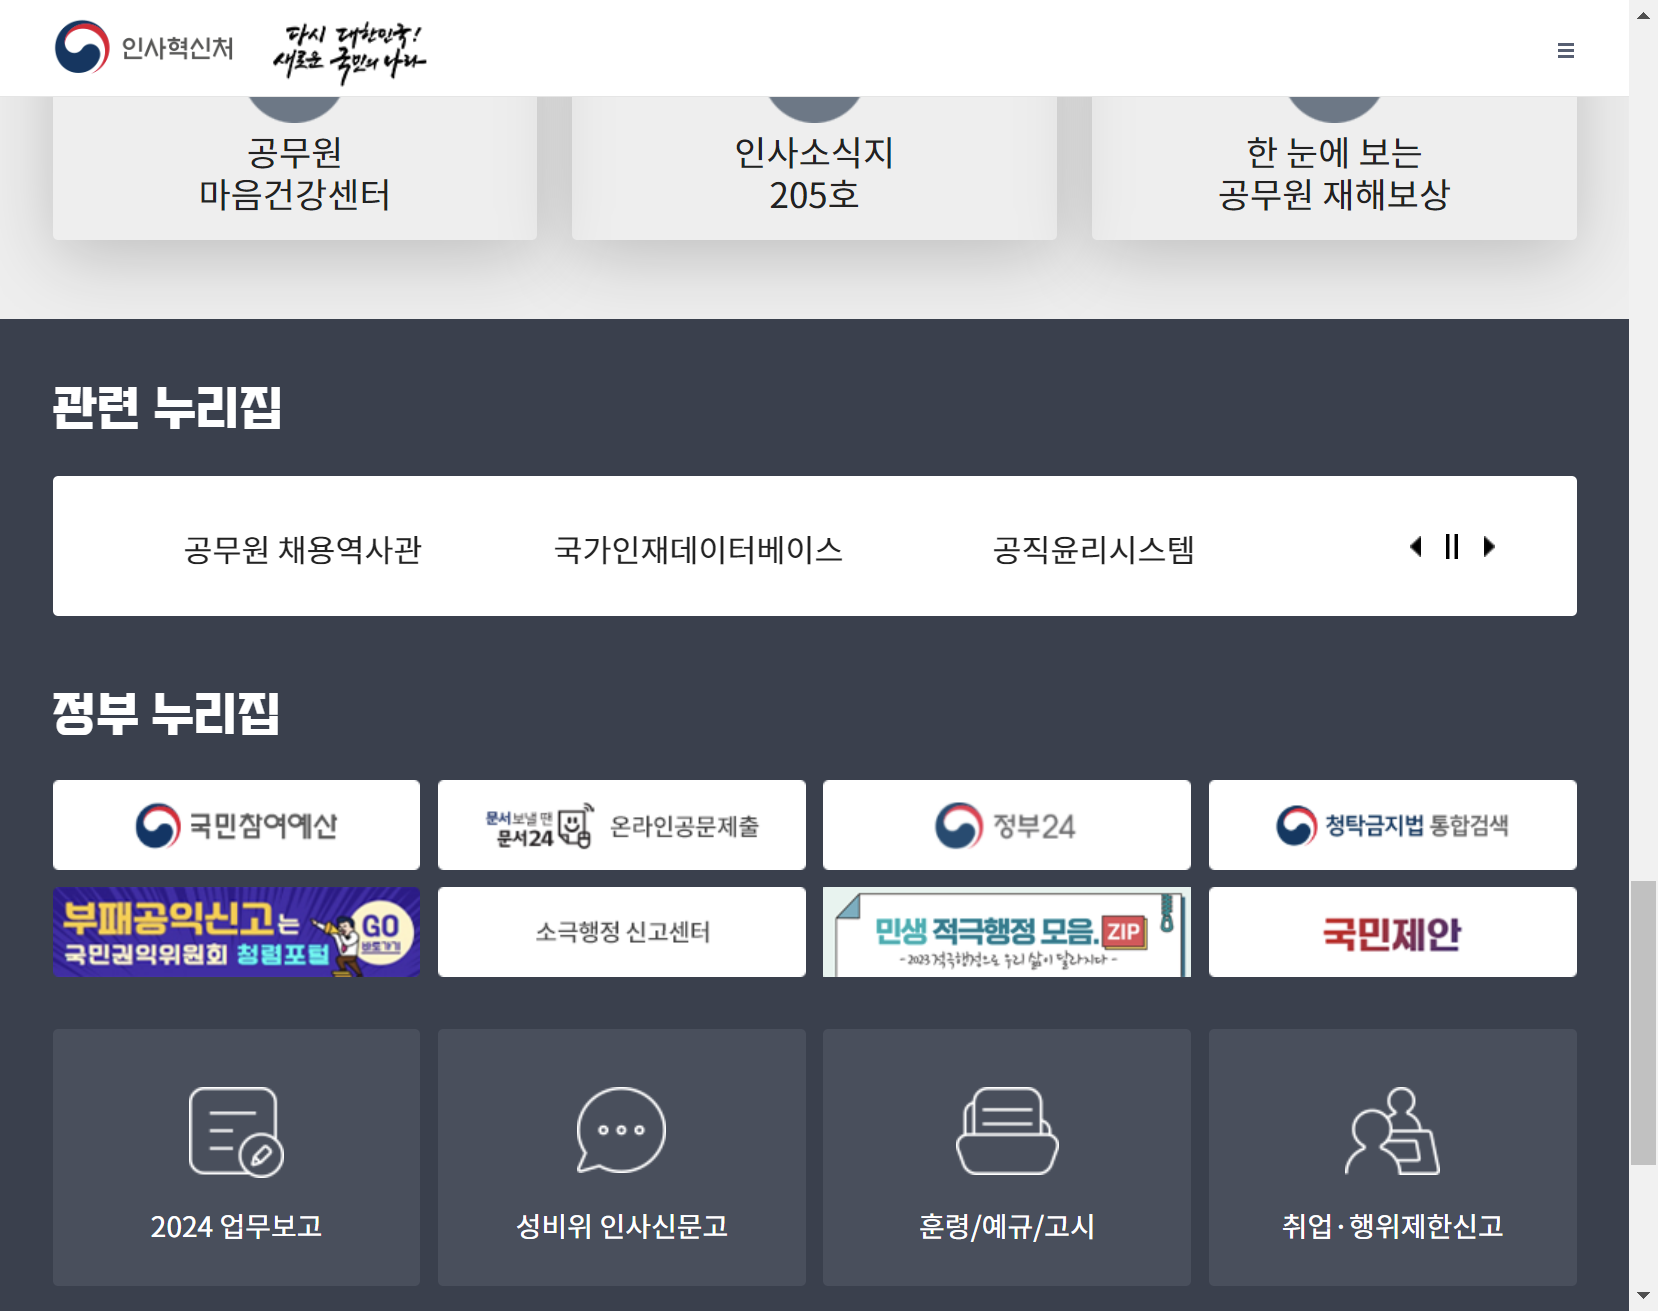 인사혁신처
다시 대한민국!
새로운 국민의 나라
공무원
마음건강센터
인사소식지
205호
한 눈에 보는
공무원 재해보상
관련 누리집
공무원 채용역사관
국가인재데이터베이스
공직윤리시스템
정부 누리집
국민참여예산
문서보낼 땐
문서24
온라인공문제출
정부24
청탁금지법 통합검색
부패공익신고는
국민권익위원회 청렴포털
GO
바로가기
소극행정 신고센터
민생 적극행정 모음.ZIP
-2023 적극행정으로 우리 삶이 달라지다-
국민제안
2024 업무보고
성비위 인사신문고
훈령/예규/고시
취업·행위제한신고